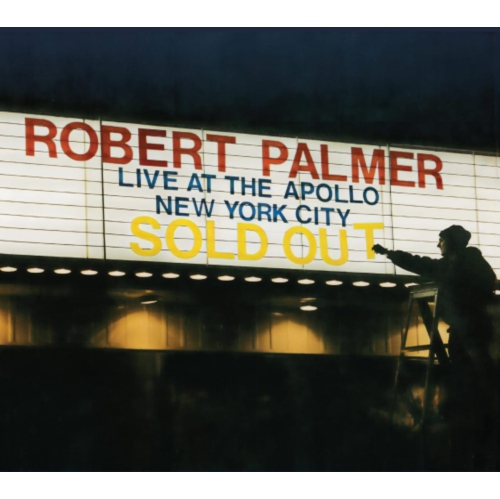 ROBERT PALMER
LIVE AT THE APOLLO
NEW YORK CITY
SOLD OUT